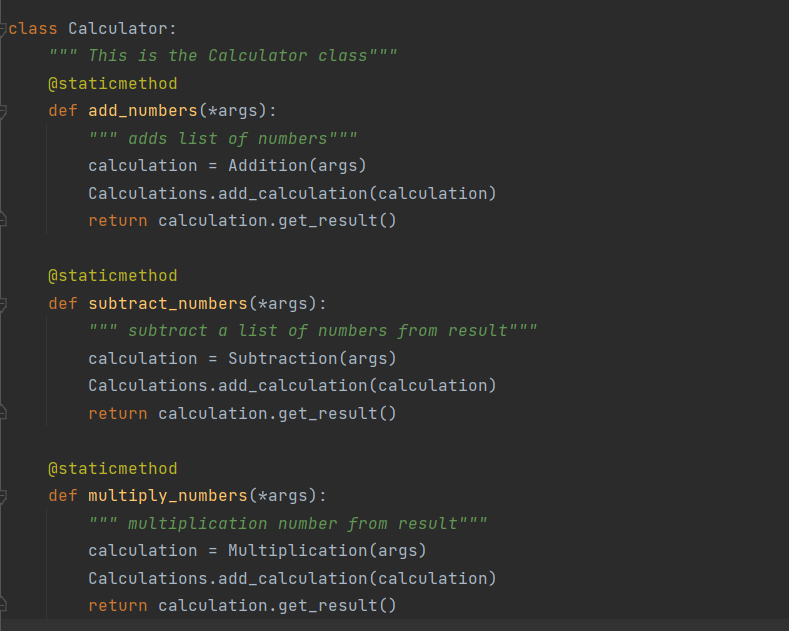 class Calculator:
    """ This is the Calculator class"""
    @staticmethod
    def add_numbers(*args):
        """ adds list of numbers"""
        calculation = Addition(args)
        Calculations.add_calculation(calculation)
        return calculation.get_result()

    @staticmethod
    def subtract_numbers(*args):
        """ subtract a list of numbers from result"""
        calculation = Subtraction(args)
        Calculations.add_calculation(calculation)
        return calculation.get_result()

    @staticmethod
    def multiply_numbers(*args):
        """ multiplication number from result"""
        calculation = Multiplication(args)
        Calculations.add_calculation(calculation)
        return calculation.get_result()